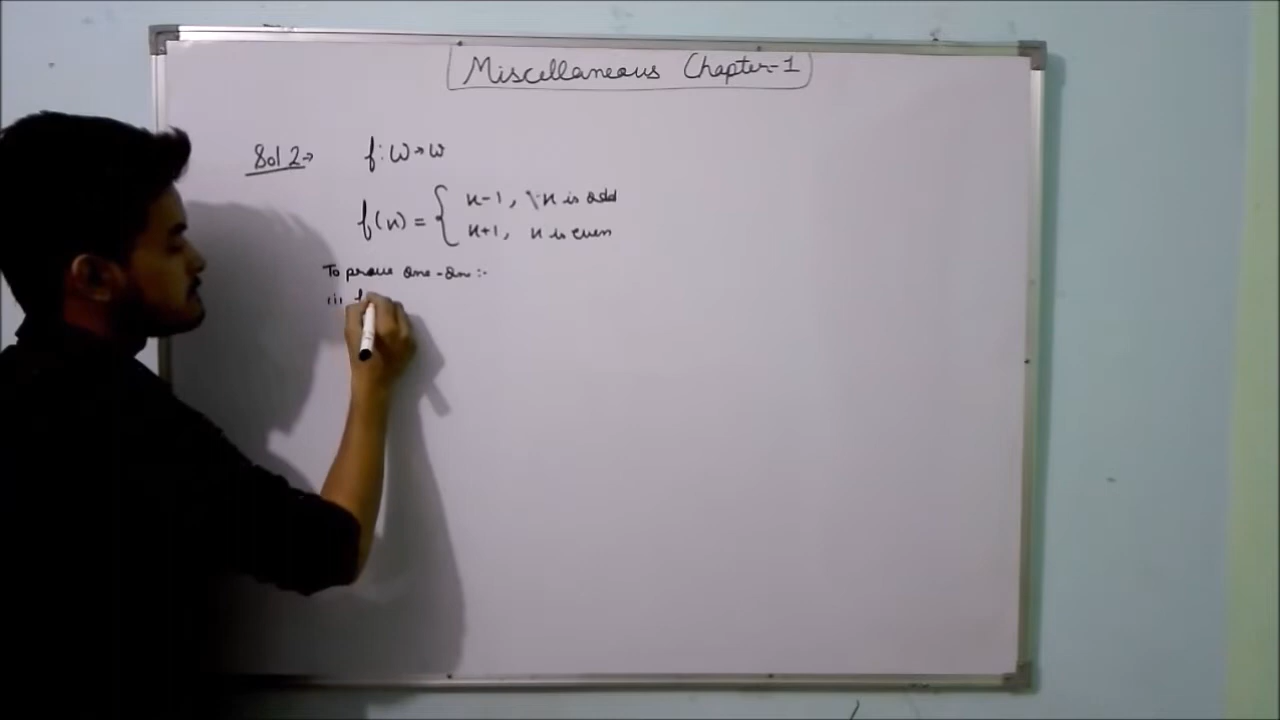 Miscellaneous Chapter-1
Sol 2→ f: W→W
f(x) = { x-1, x is odd
x+1, x is even
To prove one-one :-
(i) f